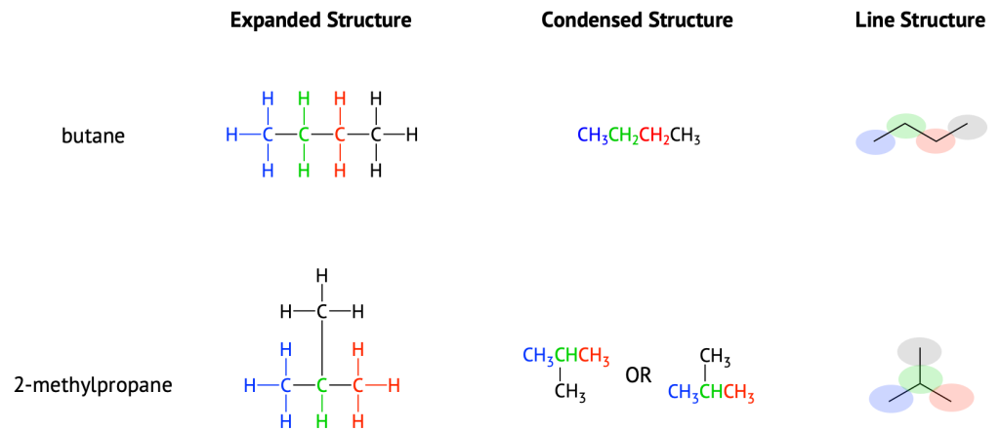 Expanded Structure Condensed Structure Line Structure
H H H H
butane H C C C C H CH₃CH₂CH₂CH₃
H H H H
H
H C H
H H CH₃CHCH₃ CH₃
2-methylpropane H C C C H CH₃ OR CH₃CHCH₃
H H H